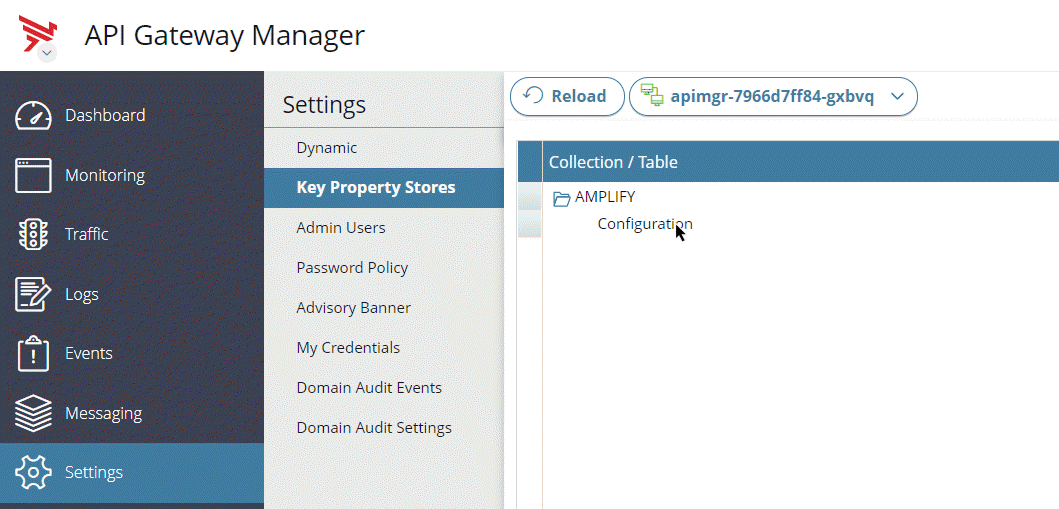 API Gateway Manager
Dashboard
Monitoring
Traffic
Logs
Events
Messaging
Settings
Settings
Dynamic
Key Property Stores
Admin Users
Password Policy
Advisory Banner
My Credentials
Domain Audit Events
Domain Audit Settings
Reload
apimgr-7966d7ff84-gxbvq
Collection / Table
AMPLIFY
Configuration